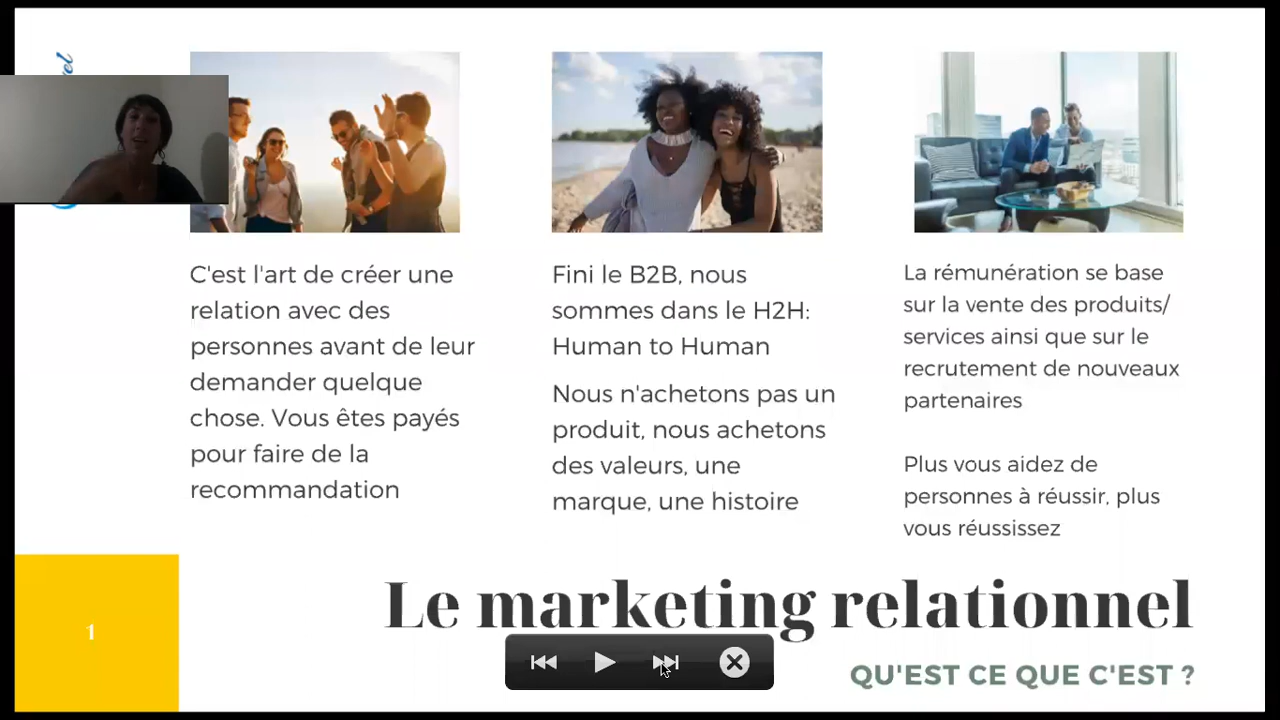 C'est l'art de créer une
relation avec des
personnes avant de leur
demander quelque
chose. Vous êtes payés
pour faire de la
recommandation
Fini le B2B, nous
sommes dans le H2H:
Human to Human
Nous n'achetons pas un
produit, nous achetons
des valeurs, une
marque, une histoire
La rémunération se base
sur la vente des produits/
services ainsi que sur le
recrutement de nouveaux
partenaires
Plus vous aidez de
personnes à réussir, plus
vous réussissez
Le marketing relationnel
QU'EST CE QUE C'EST ?
1